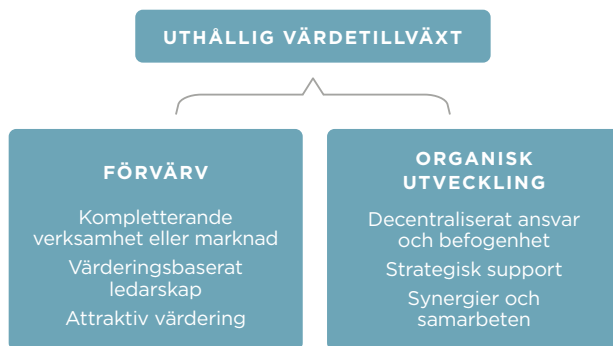 UTHÅLLIG VÄRDETILLVÄXT
FÖRVÄRV
Kompletterande
verksamhet eller marknad
Värderingsbaserat
ledarskap
Attraktiv värdering
ORGANISK
UTVECKLING
Decentraliserat ansvar
och befogenhet
Strategisk support
Synergier och
samarbeten